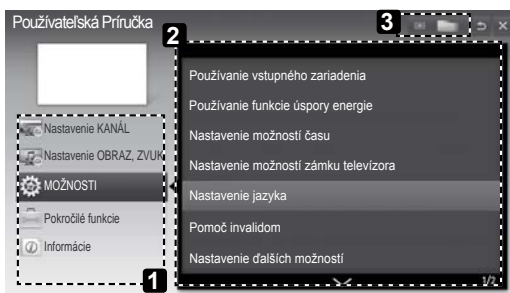 Používateľská Príručka
3
2
Používanie vstupného zariadenia
Používanie funkcie úspory energie
Nastavenie možností času
Nastavenie možností zámku televízora
Nastavenie jazyka
Pomoč invalidom
Nastavenie ďalších možností
1/2
Nastavenie KANÁL
Nastavenie OBRAZ, ZVUK
MOŽNOSTI
Pokročilé funkcie
Informácie
1